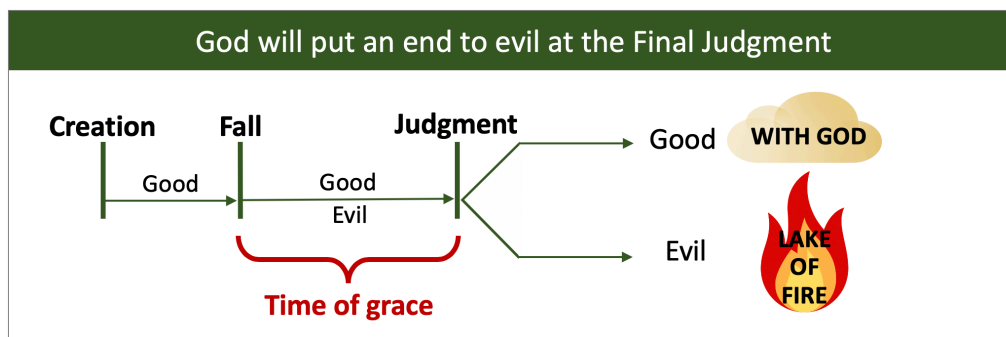 God will put an end to evil at the Final Judgment
Creation
Fall
Judgment
Good
Good
Evil
Good
WITH GOD
Evil
LAKE
OF
FIRE
Time of grace